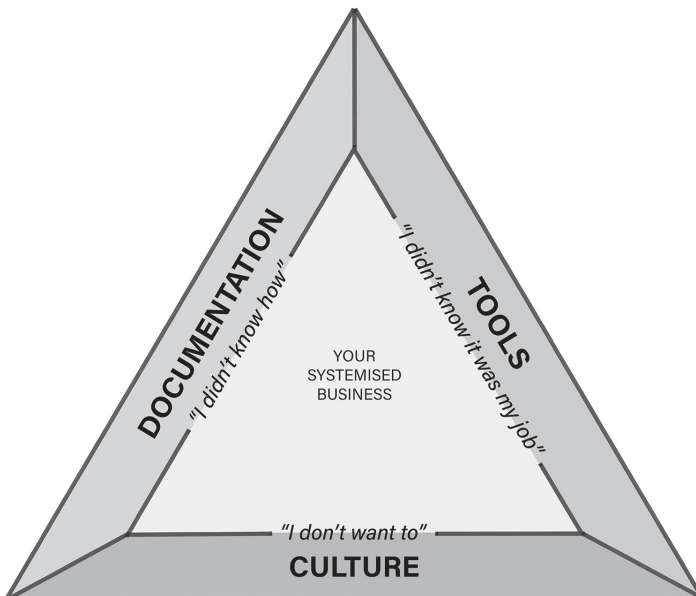 DOCUMENTATION
“I didn’t know how”
TOOLS
“I didn’t know it was my job”
YOUR
SYSTEMISED
BUSINESS
“I don’t want to”
CULTURE